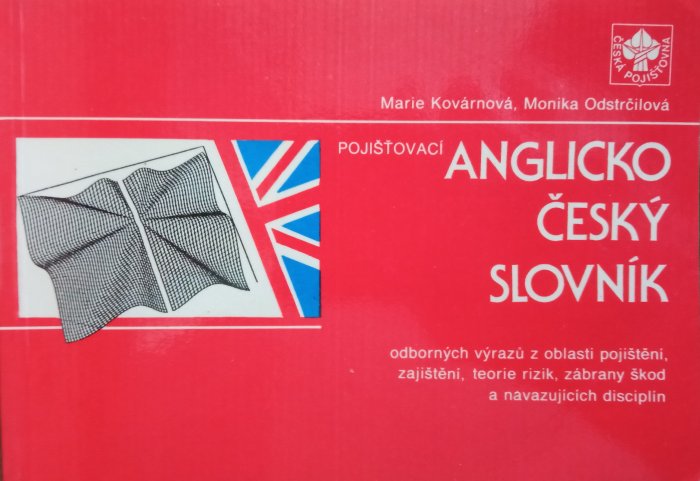 ČESKÁ POJIŠŤOVNA
Marie Kovárnová, Monika Odstrčilová
POJIŠŤOVACÍ
ANGLICKO
ČESKÝ
SLOVNÍK
odborných výrazů z oblasti pojištění,
zajištění, teorie rizik, zábrany škod
a navazujících disciplin